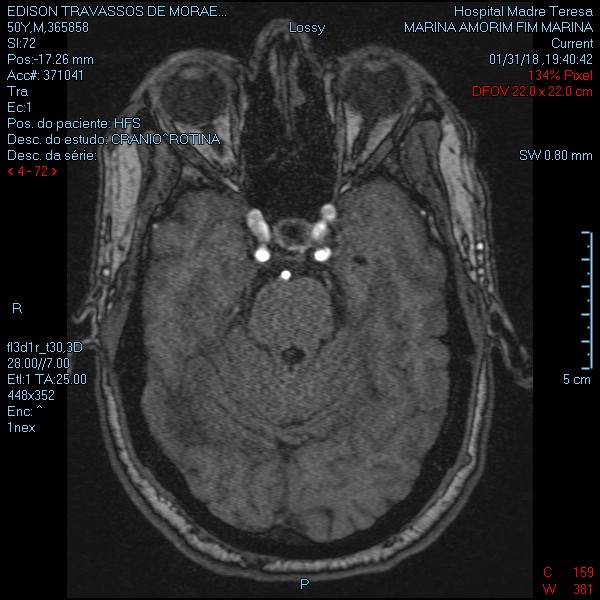 EDISON TRAVASSOS DE MORAE...
50Y,M,365858
Sl:72
Pos:-17.26 mm
Acc#: 371041
Tra
Ec:1
Pos. do paciente: HFS
Desc. do estudo: CRANIO^ROTINA
Desc. da série:
< 4 - 72 >
Lossy
Hospital Madre Teresa
MARINA AMORIM FIM MARINA
Current
01/31/18 ,19:40:42
134% Pixel
DFOV 22.0 x 22.0 cm
SW 0.80 mm
R
5 cm
fl3d1r_t30,3D
28.00//7.00
Etl:1 TA:25.00
448x352
Enc: ^
1nex
P
C 159
W 381